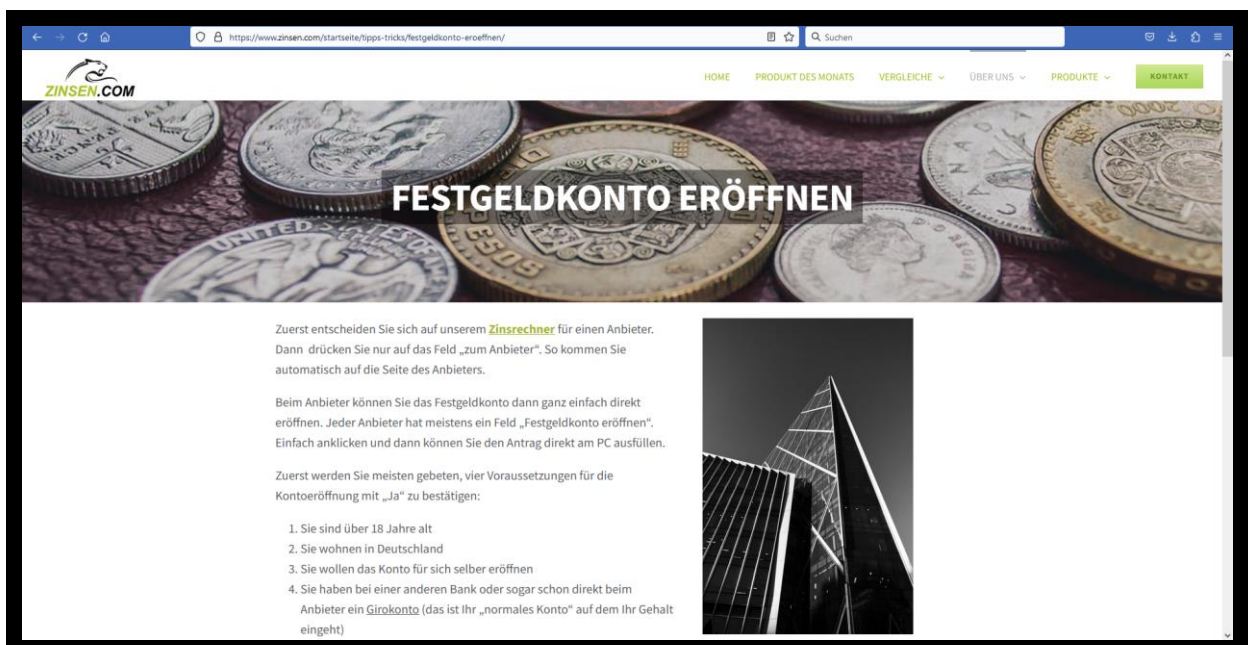 https://www.zinsen.com/startseite/tipps-tricks/festgeldkonto-eroeffnen/
Suchen
ZINSEN.COM
HOME PRODUKT DES MONATS VERGLEICHE ÜBER UNS PRODUKTE KONTAKT
FESTGELDKONTO ERÖFFNEN
UNITED STATES OF AME
PESOS
CANADA
D·G·REGINA
Zuerst entscheiden Sie sich auf unserem Zinsrechner für einen Anbieter.
Dann drücken Sie nur auf das Feld „zum Anbieter“. So kommen Sie
automatisch auf die Seite des Anbieters.
Beim Anbieter können Sie das Festgeldkonto dann ganz einfach direkt
eröffnen. Jeder Anbieter hat meistens ein Feld „Festgeldkonto eröffnen“.
Einfach anklicken und dann können Sie den Antrag direkt am PC ausfüllen.
Zuerst werden Sie meisten gebeten, vier Voraussetzungen für die
Kontoeröffnung mit „Ja“ zu bestätigen:
1. Sie sind über 18 Jahre alt
2. Sie wohnen in Deutschland
3. Sie wollen das Konto für sich selber eröffnen
4. Sie haben bei einer anderen Bank oder sogar schon direkt beim
Anbieter ein Girokonto (das ist Ihr „normales Konto“ auf dem Ihr Gehalt
eingeht)